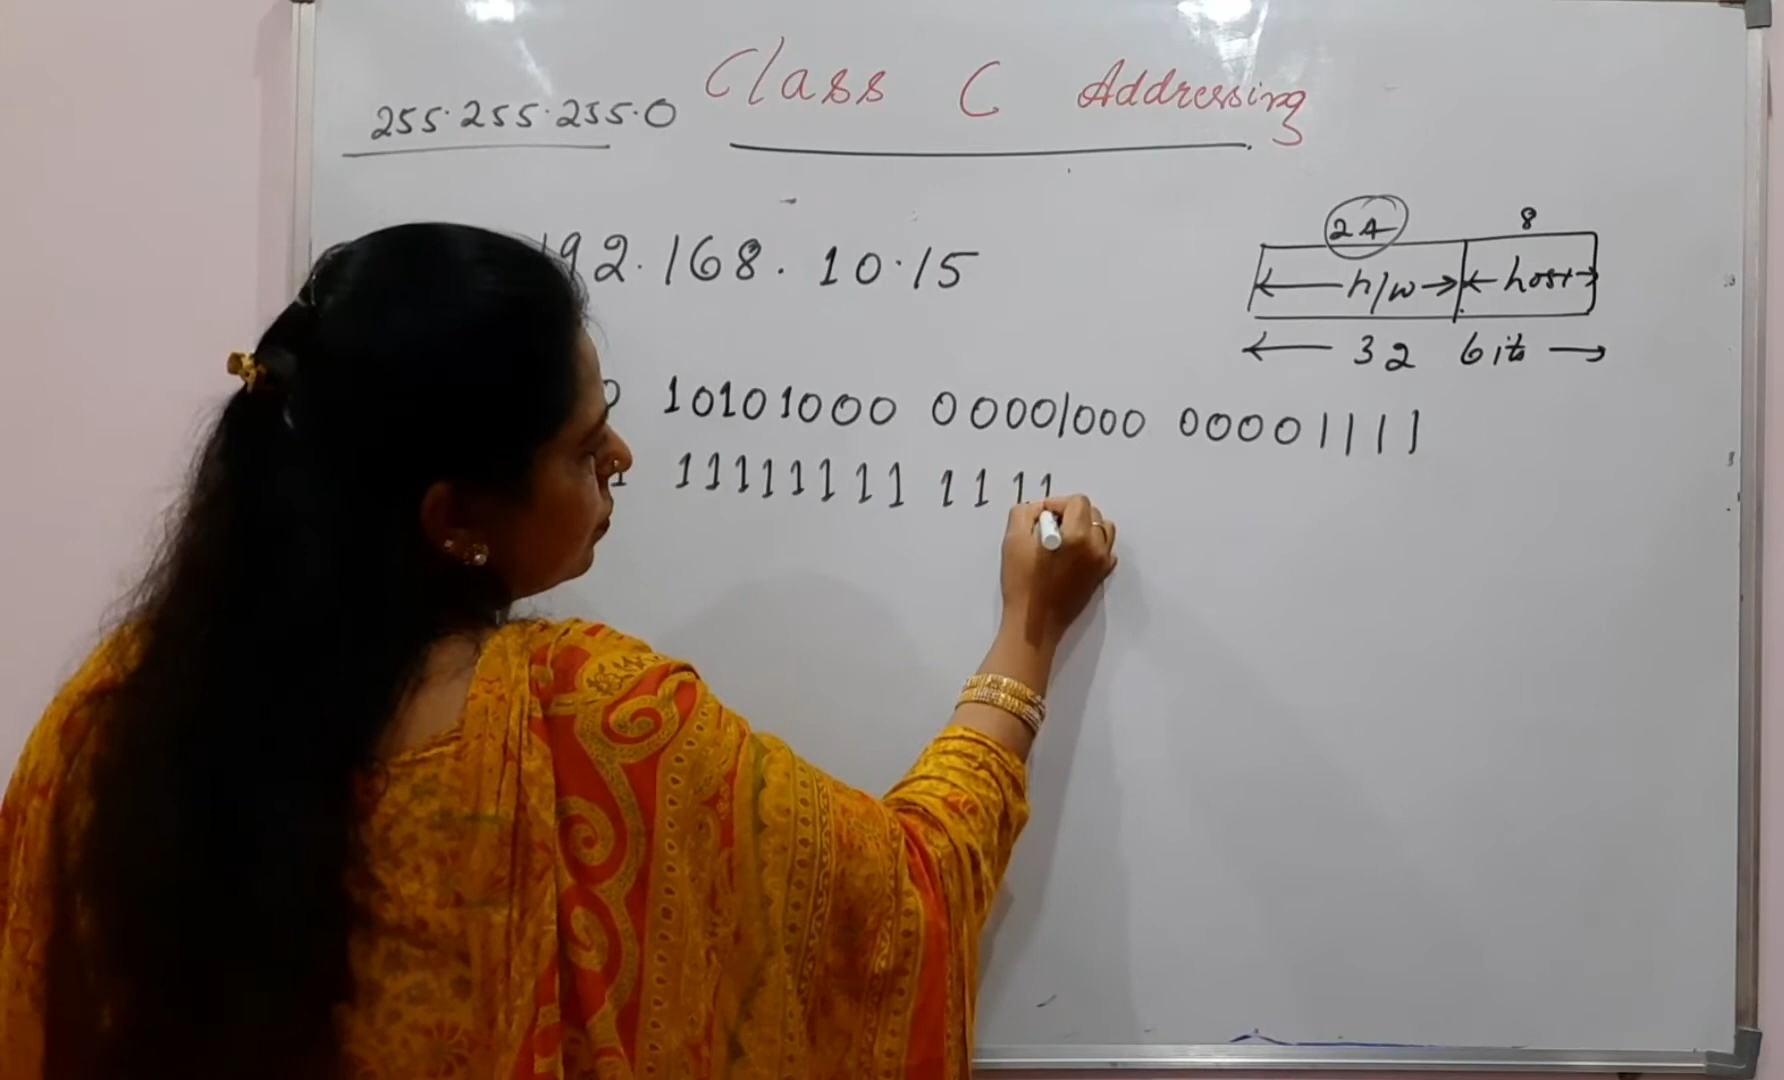 Class C Addressing
255.255.255.0
192.168.10.15
24 8
n/w host
32 bits
10101000 00001000 00001111
11111111 1111